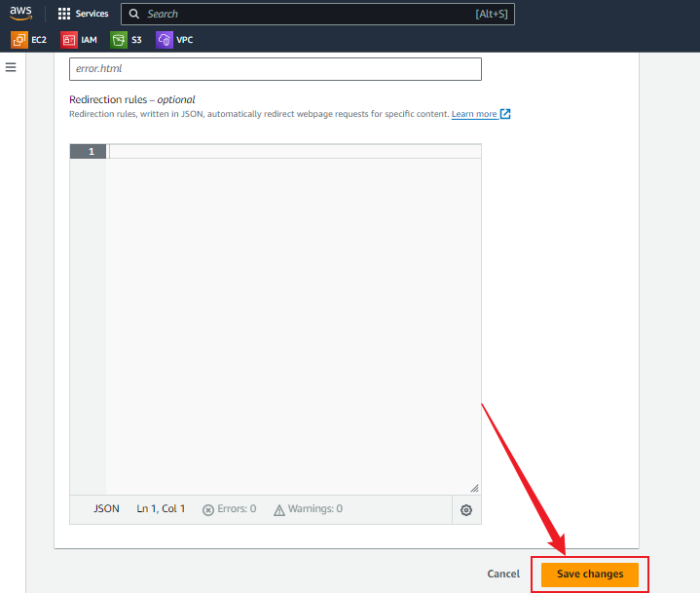 aws Services Search [Alt+S]
EC2 IAM S3 VPC
error.html
Redirection rules – optional
Redirection rules, written in JSON, automatically redirect webpage requests for specific content. Learn more
1
JSON Ln 1, Col 1 Errors: 0 Warnings: 0
Cancel Save changes